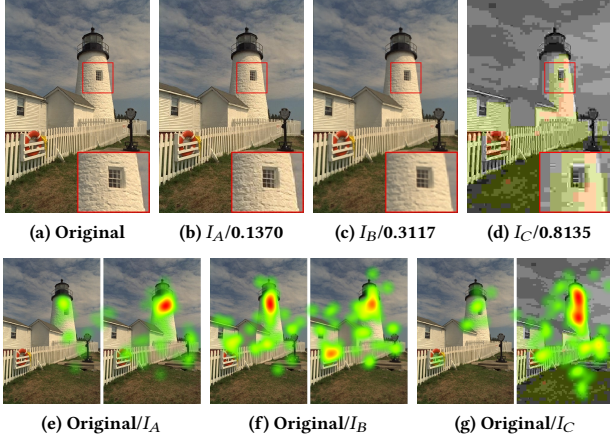 (a) Original (b) I_A/0.1370 (c) I_B/0.3117 (d) I_C/0.8135
(e) Original/I_A (f) Original/I_B (g) Original/I_C